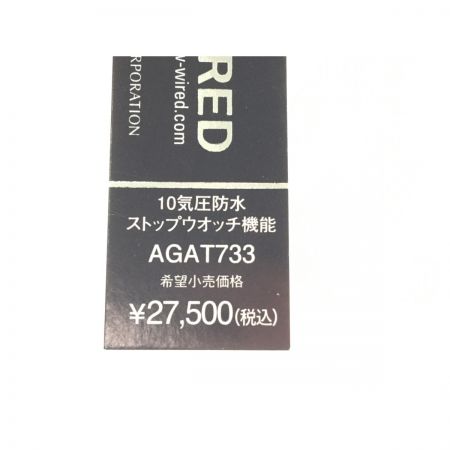 RED
v-wired.com
RPORATION
10気圧防水
ストップウオッチ機能
AGAT733
希望小売価格
¥27,500(税込)